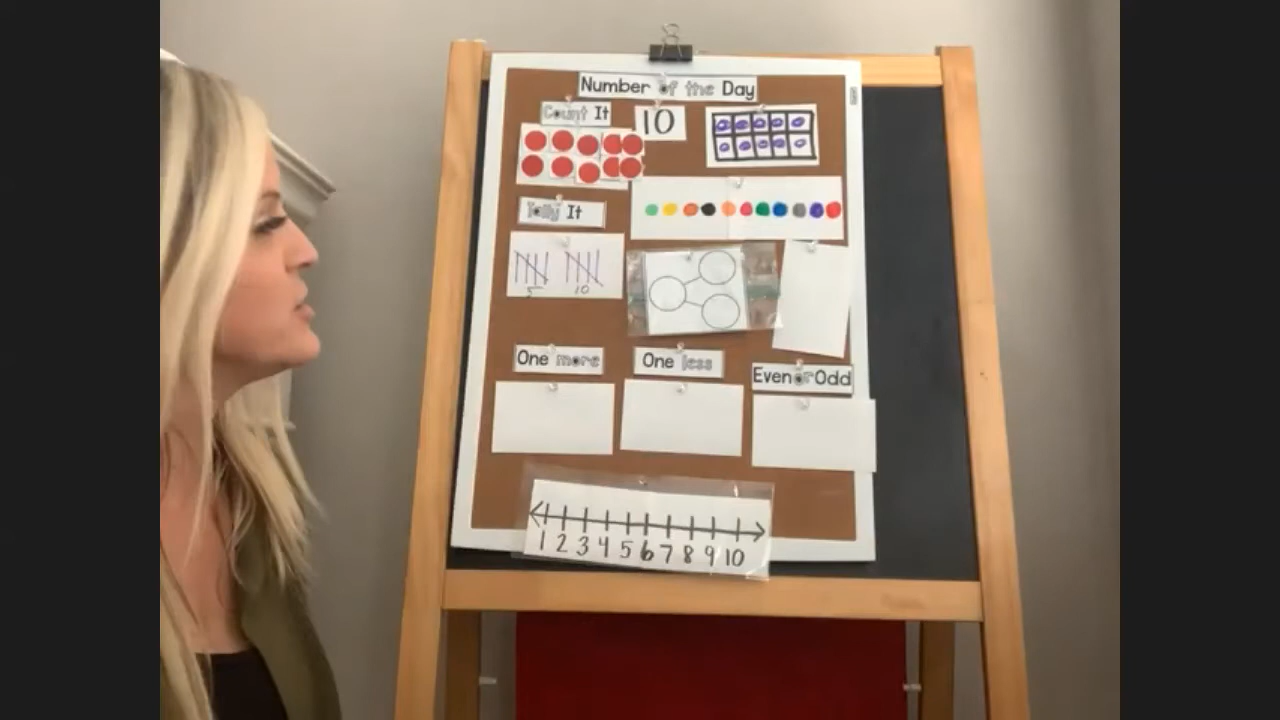 Number of the Day
Count It
10
Tally It
5 10
One more
One less
Even or Odd
1 2 3 4 5 6 7 8 9 10